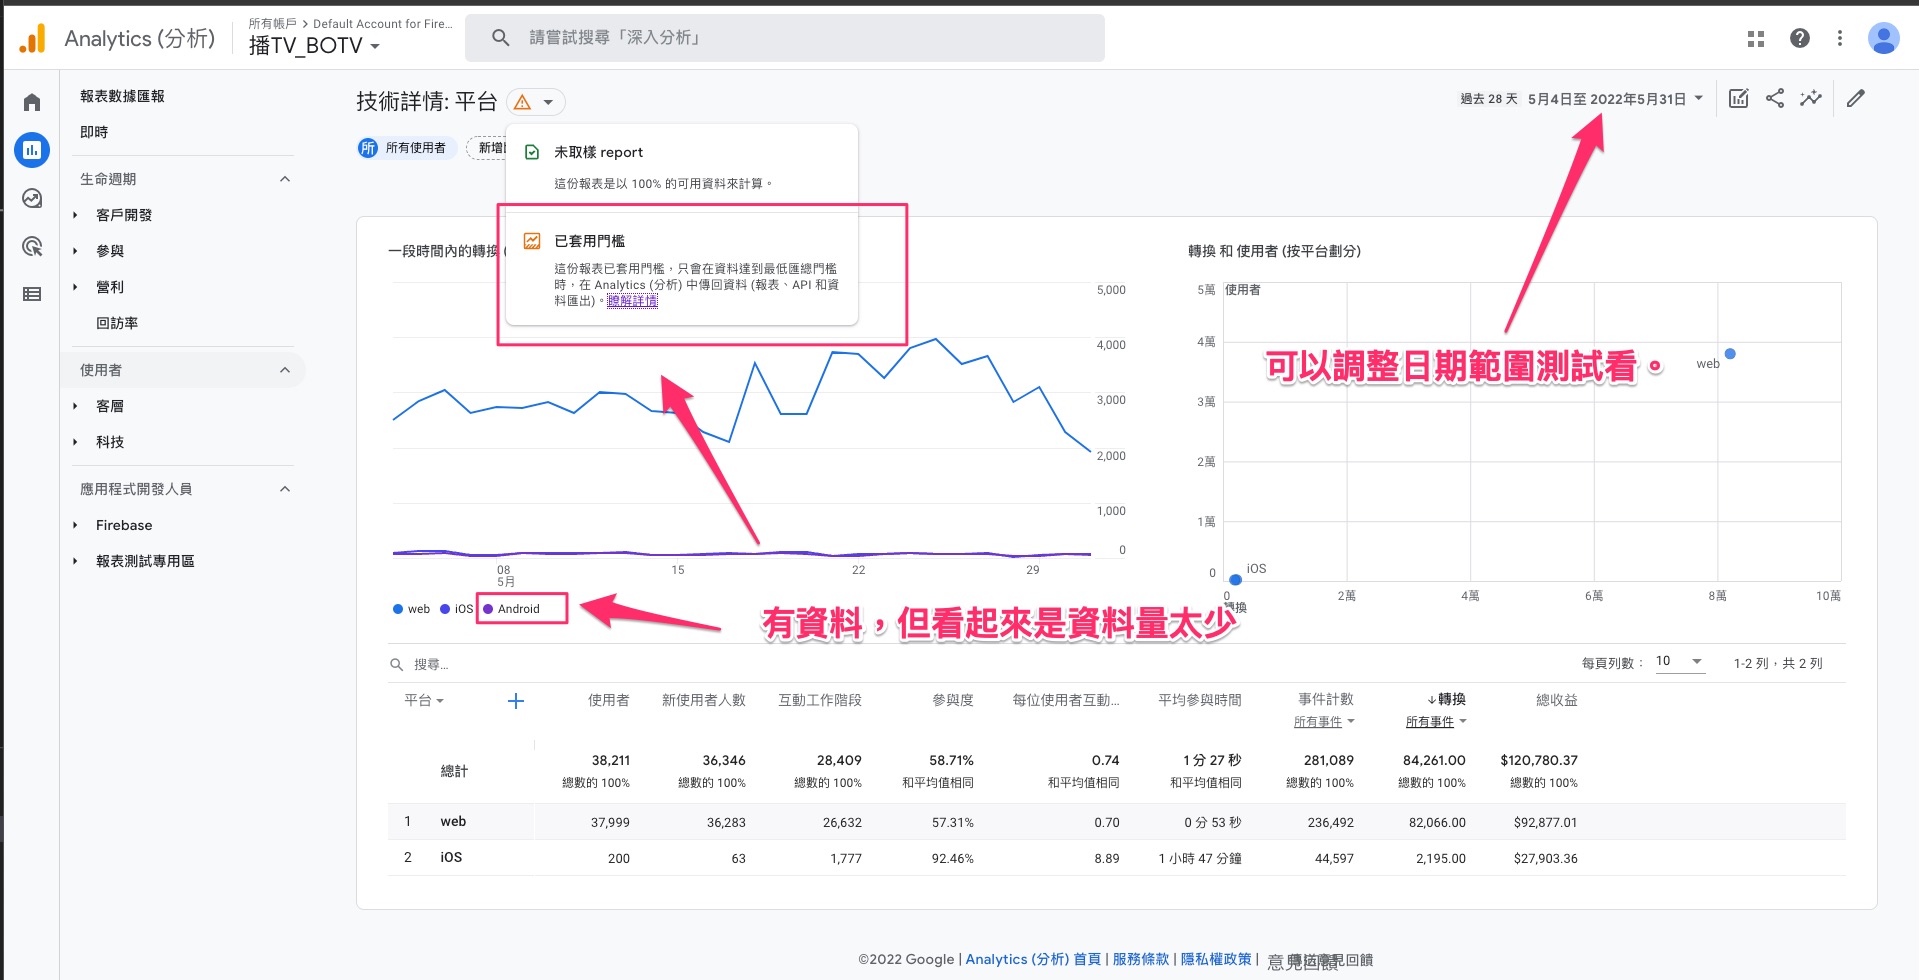 Analytics (分析)
所有帳戶 > Default Account for Fire...
播TV_BOTV
請嘗試搜尋「深入分析」
報表數據匯報
即時
生命週期
客戶開發
參與
營利
回訪率
使用者
客層
科技
應用程式開發人員
Firebase
報表測試專用區
技術詳情: 平台
過去 28 天 5月4日至 2022年5月31日
所 所有使用者
新增
未取樣 report
這份報表是以 100% 的可用資料來計算。
已套用門檻
這份報表已套用門檻，只會在資料達到最低匯總門檻
時，在 Analytics (分析) 中傳回資料 (報表、API 和資
料匯出)。瞭解詳情
一段時間內的轉換 (
5,000
4,000
3,000
2,000
1,000
0
08
5月
15
22
29
web iOS Android
轉換 和 使用者 (按平台劃分)
使用者
5萬
4萬
3萬
2萬
1萬
0
web
iOS
0 2萬 4萬 6萬 8萬 10萬
轉換
可以調整日期範圍測試看。
有資料，但看起來是資料量太少
搜尋...
每頁列數： 10 1-2 列，共 2 列
平台 + 使用者 新使用者人數 互動工作階段 參與度 每位使用者互動... 平均參與時間 事件計數 ↓轉換 總收益
所有事件 所有事件
總計 38,211 36,346 28,409 58.71% 0.74 1 分 27 秒 281,089 84,261.00 $120,780.37
總數的 100% 總數的 100% 總數的 100% 和平均值相同 和平均值相同 和平均值相同 總數的 100% 總數的 100% 總數的 100%
1 web 37,999 36,283 26,632 57.31% 0.70 0 分 53 秒 236,492 82,066.00 $92,877.01
2 iOS 200 63 1,777 92.46% 8.89 1 小時 47 分鐘 44,597 2,195.00 $27,903.36
©2022 Google | Analytics (分析) 首頁 | 服務條款 | 隱私權政策 | 傳送意見回饋